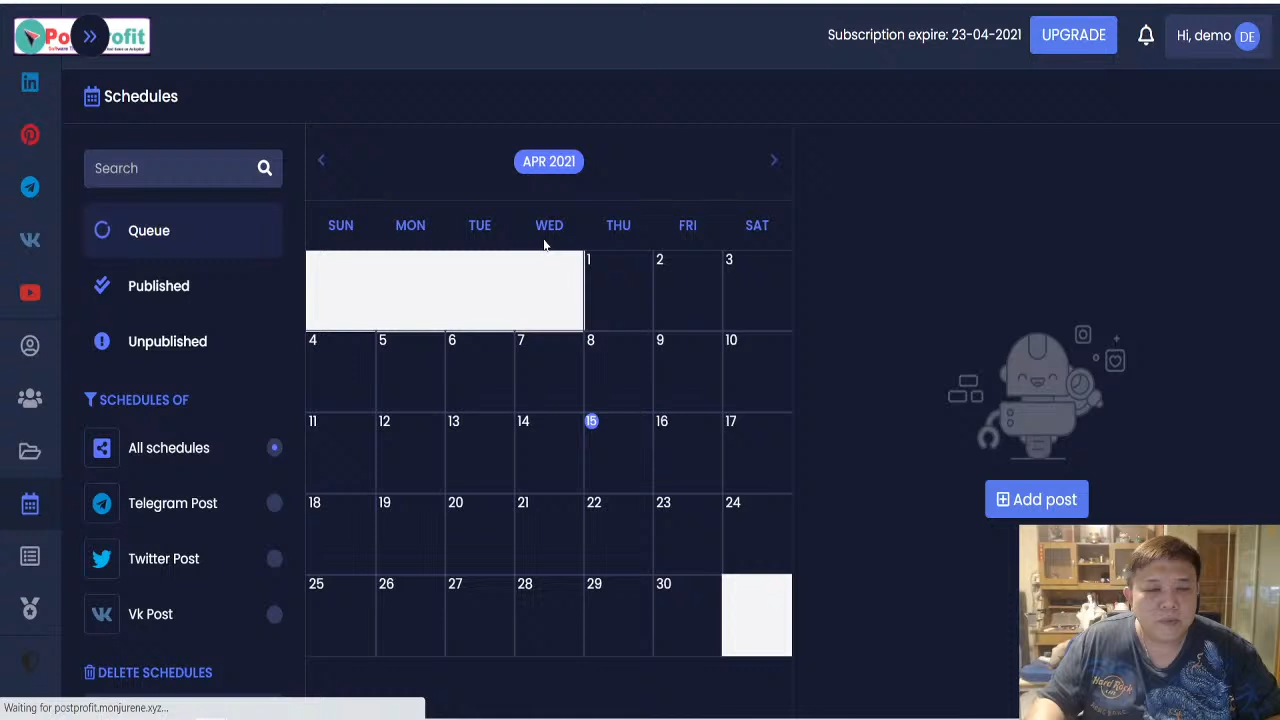 Subscription expire: 23-04-2021
UPGRADE
Hi, demo
DE
Schedules
Search
Queue
Published
Unpublished
SCHEDULES OF
All schedules
Telegram Post
Twitter Post
Vk Post
DELETE SCHEDULES
APR 2021
SUN MON TUE WED THU FRI SAT
1 2 3
4 5 6 7 8 9 10
11 12 13 14 15 16 17
18 19 20 21 22 23 24
25 26 27 28 29 30
Add post
Hard Rock
Waiting for postprofit.monjurene.xyz...